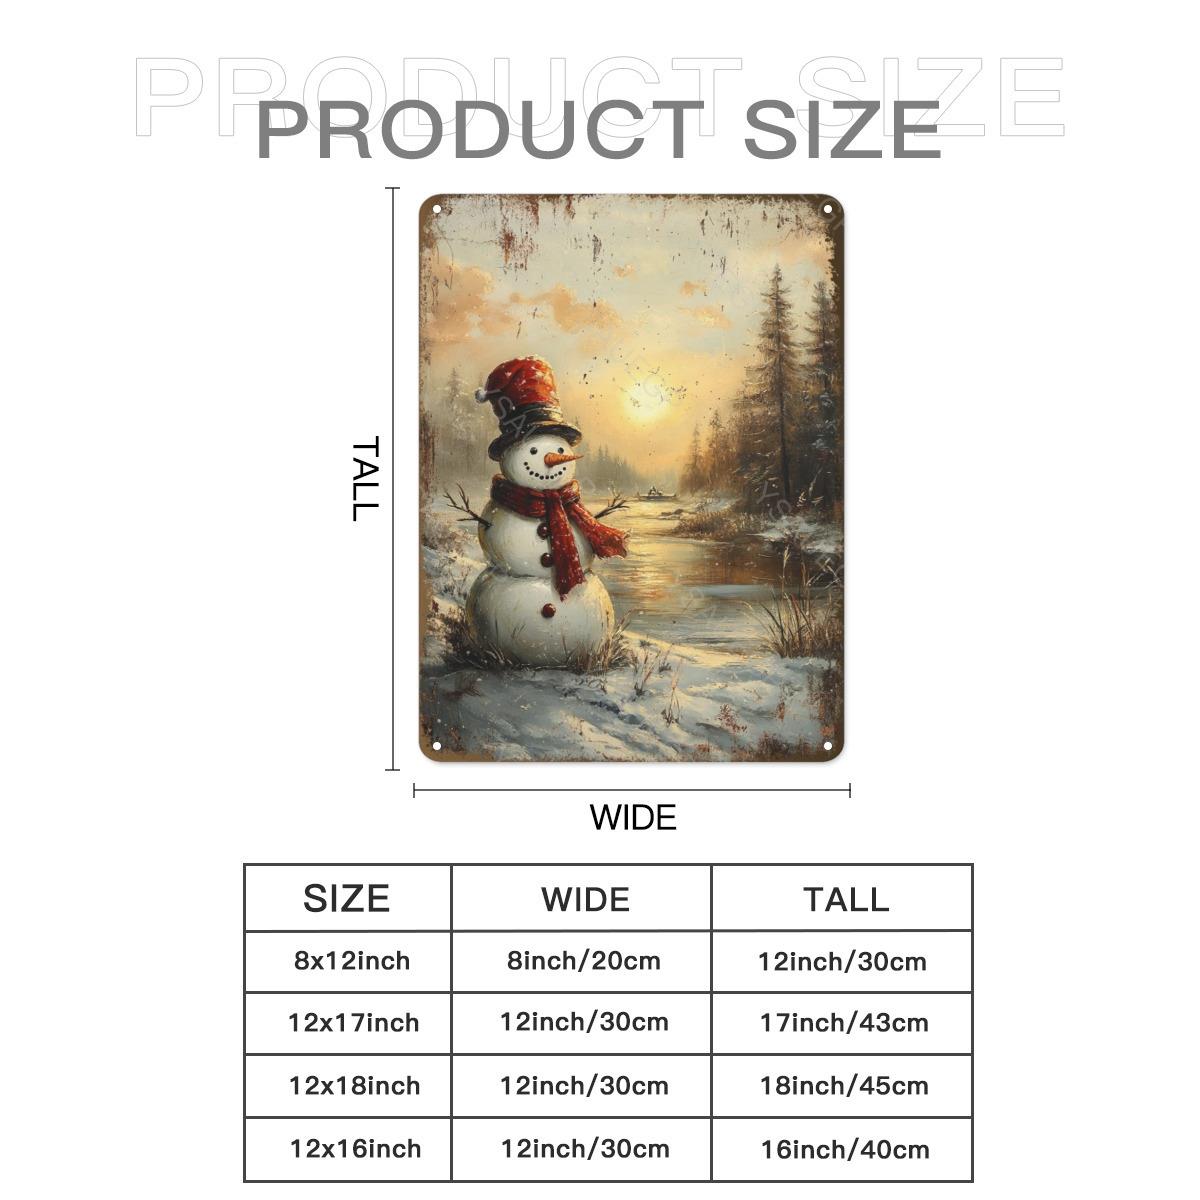 PRODUCT SIZE
PRODUCT SIZE
TALL
WIDE
SIZE WIDE TALL
8x12inch 8inch/20cm 12inch/30cm
12x17inch 12inch/30cm 17inch/43cm
12x18inch 12inch/30cm 18inch/45cm
12x16inch 12inch/30cm 16inch/40cm